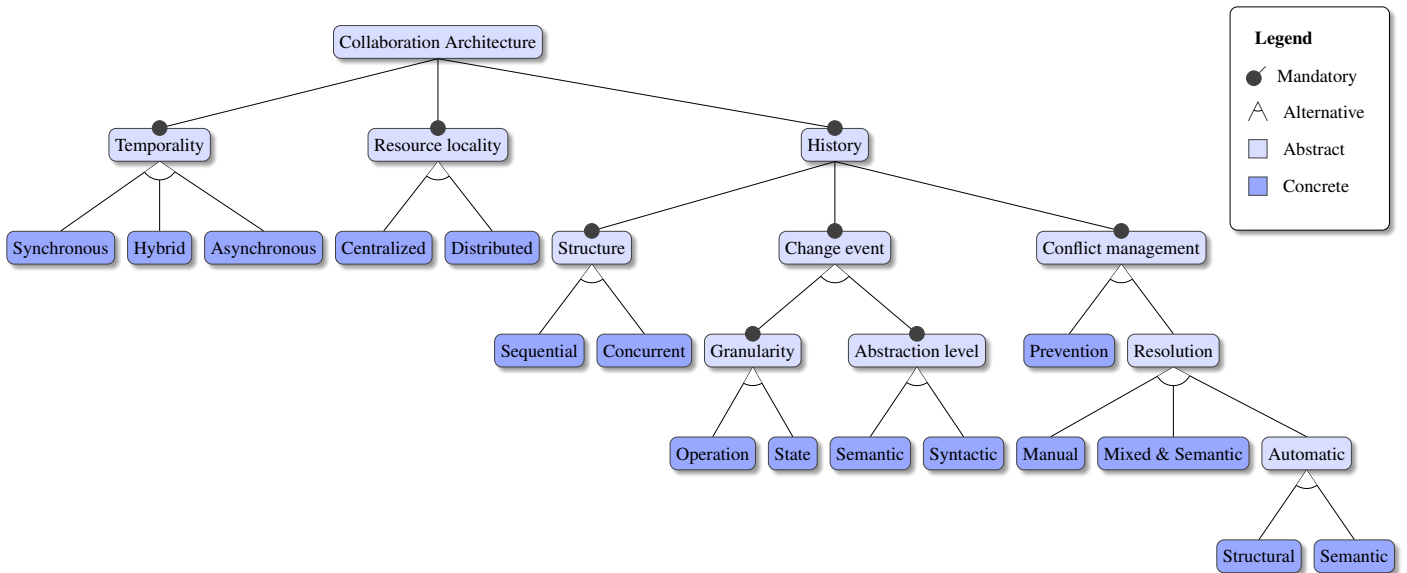 Collaboration Architecture
Legend
Mandatory
Alternative
Abstract
Concrete
Temporality
Resource locality
History
Synchronous
Hybrid
Asynchronous
Centralized
Distributed
Structure
Change event
Conflict management
Sequential
Concurrent
Granularity
Abstraction level
Prevention
Resolution
Operation
State
Semantic
Syntactic
Manual
Mixed & Semantic
Automatic
Structural
Semantic